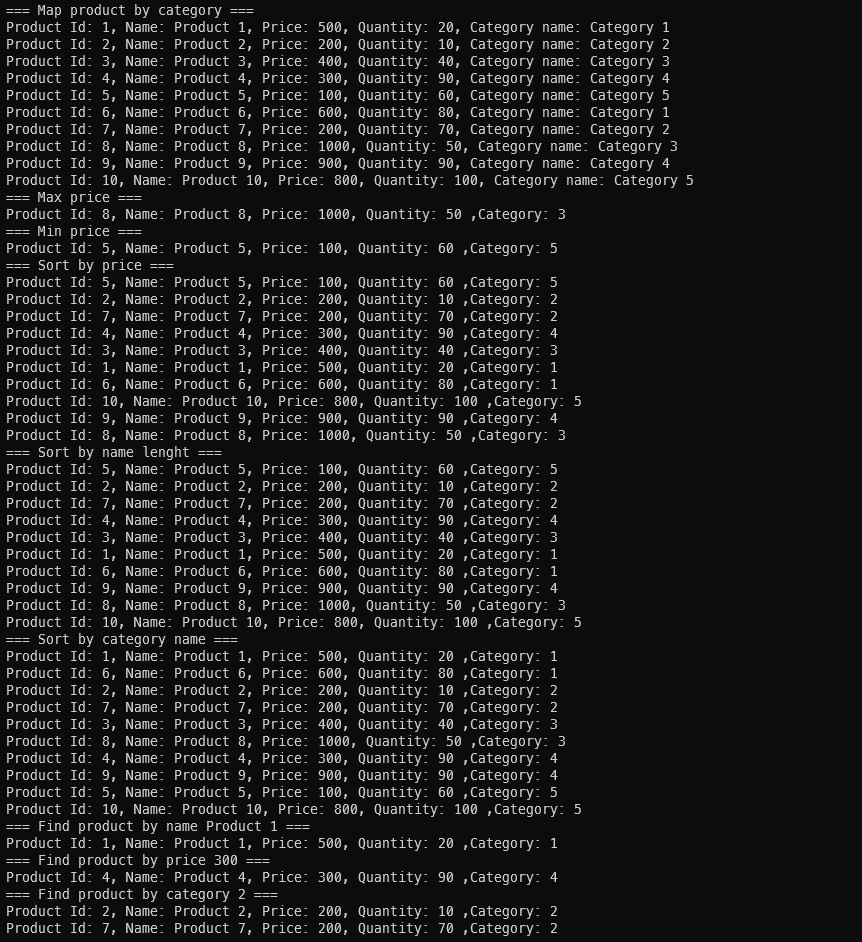 === Map product by category ===
Product Id: 1, Name: Product 1, Price: 500, Quantity: 20, Category name: Category 1
Product Id: 2, Name: Product 2, Price: 200, Quantity: 10, Category name: Category 2
Product Id: 3, Name: Product 3, Price: 400, Quantity: 40, Category name: Category 3
Product Id: 4, Name: Product 4, Price: 300, Quantity: 90, Category name: Category 4
Product Id: 5, Name: Product 5, Price: 100, Quantity: 60, Category name: Category 5
Product Id: 6, Name: Product 6, Price: 600, Quantity: 80, Category name: Category 1
Product Id: 7, Name: Product 7, Price: 200, Quantity: 70, Category name: Category 2
Product Id: 8, Name: Product 8, Price: 1000, Quantity: 50, Category name: Category 3
Product Id: 9, Name: Product 9, Price: 900, Quantity: 90, Category name: Category 4
Product Id: 10, Name: Product 10, Price: 800, Quantity: 100, Category name: Category 5
=== Max price ===
Product Id: 8, Name: Product 8, Price: 1000, Quantity: 50 ,Category: 3
=== Min price ===
Product Id: 5, Name: Product 5, Price: 100, Quantity: 60 ,Category: 5
=== Sort by price ===
Product Id: 5, Name: Product 5, Price: 100, Quantity: 60 ,Category: 5
Product Id: 2, Name: Product 2, Price: 200, Quantity: 10 ,Category: 2
Product Id: 7, Name: Product 7, Price: 200, Quantity: 70 ,Category: 2
Product Id: 4, Name: Product 4, Price: 300, Quantity: 90 ,Category: 4
Product Id: 3, Name: Product 3, Price: 400, Quantity: 40 ,Category: 3
Product Id: 1, Name: Product 1, Price: 500, Quantity: 20 ,Category: 1
Product Id: 6, Name: Product 6, Price: 600, Quantity: 80 ,Category: 1
Product Id: 10, Name: Product 10, Price: 800, Quantity: 100 ,Category: 5
Product Id: 9, Name: Product 9, Price: 900, Quantity: 90 ,Category: 4
Product Id: 8, Name: Product 8, Price: 1000, Quantity: 50 ,Category: 3
=== Sort by name lenght ===
Product Id: 5, Name: Product 5, Price: 100, Quantity: 60 ,Category: 5
Product Id: 2, Name: Product 2, Price: 200, Quantity: 10 ,Category: 2
Product Id: 7, Name: Product 7, Price: 200, Quantity: 70 ,Category: 2
Product Id: 4, Name: Product 4, Price: 300, Quantity: 90 ,Category: 4
Product Id: 3, Name: Product 3, Price: 400, Quantity: 40 ,Category: 3
Product Id: 1, Name: Product 1, Price: 500, Quantity: 20 ,Category: 1
Product Id: 6, Name: Product 6, Price: 600, Quantity: 80 ,Category: 1
Product Id: 9, Name: Product 9, Price: 900, Quantity: 90 ,Category: 4
Product Id: 8, Name: Product 8, Price: 1000, Quantity: 50 ,Category: 3
Product Id: 10, Name: Product 10, Price: 800, Quantity: 100 ,Category: 5
=== Sort by category name ===
Product Id: 1, Name: Product 1, Price: 500, Quantity: 20 ,Category: 1
Product Id: 6, Name: Product 6, Price: 600, Quantity: 80 ,Category: 1
Product Id: 2, Name: Product 2, Price: 200, Quantity: 10 ,Category: 2
Product Id: 7, Name: Product 7, Price: 200, Quantity: 70 ,Category: 2
Product Id: 3, Name: Product 3, Price: 400, Quantity: 40 ,Category: 3
Product Id: 8, Name: Product 8, Price: 1000, Quantity: 50 ,Category: 3
Product Id: 4, Name: Product 4, Price: 300, Quantity: 90 ,Category: 4
Product Id: 9, Name: Product 9, Price: 900, Quantity: 90 ,Category: 4
Product Id: 5, Name: Product 5, Price: 100, Quantity: 60 ,Category: 5
Product Id: 10, Name: Product 10, Price: 800, Quantity: 100 ,Category: 5
=== Find product by name Product 1 ===
Product Id: 1, Name: Product 1, Price: 500, Quantity: 20 ,Category: 1
=== Find product by price 300 ===
Product Id: 4, Name: Product 4, Price: 300, Quantity: 90 ,Category: 4
=== Find product by category 2 ===
Product Id: 2, Name: Product 2, Price: 200, Quantity: 10 ,Category: 2
Product Id: 7, Name: Product 7, Price: 200, Quantity: 70 ,Category: 2